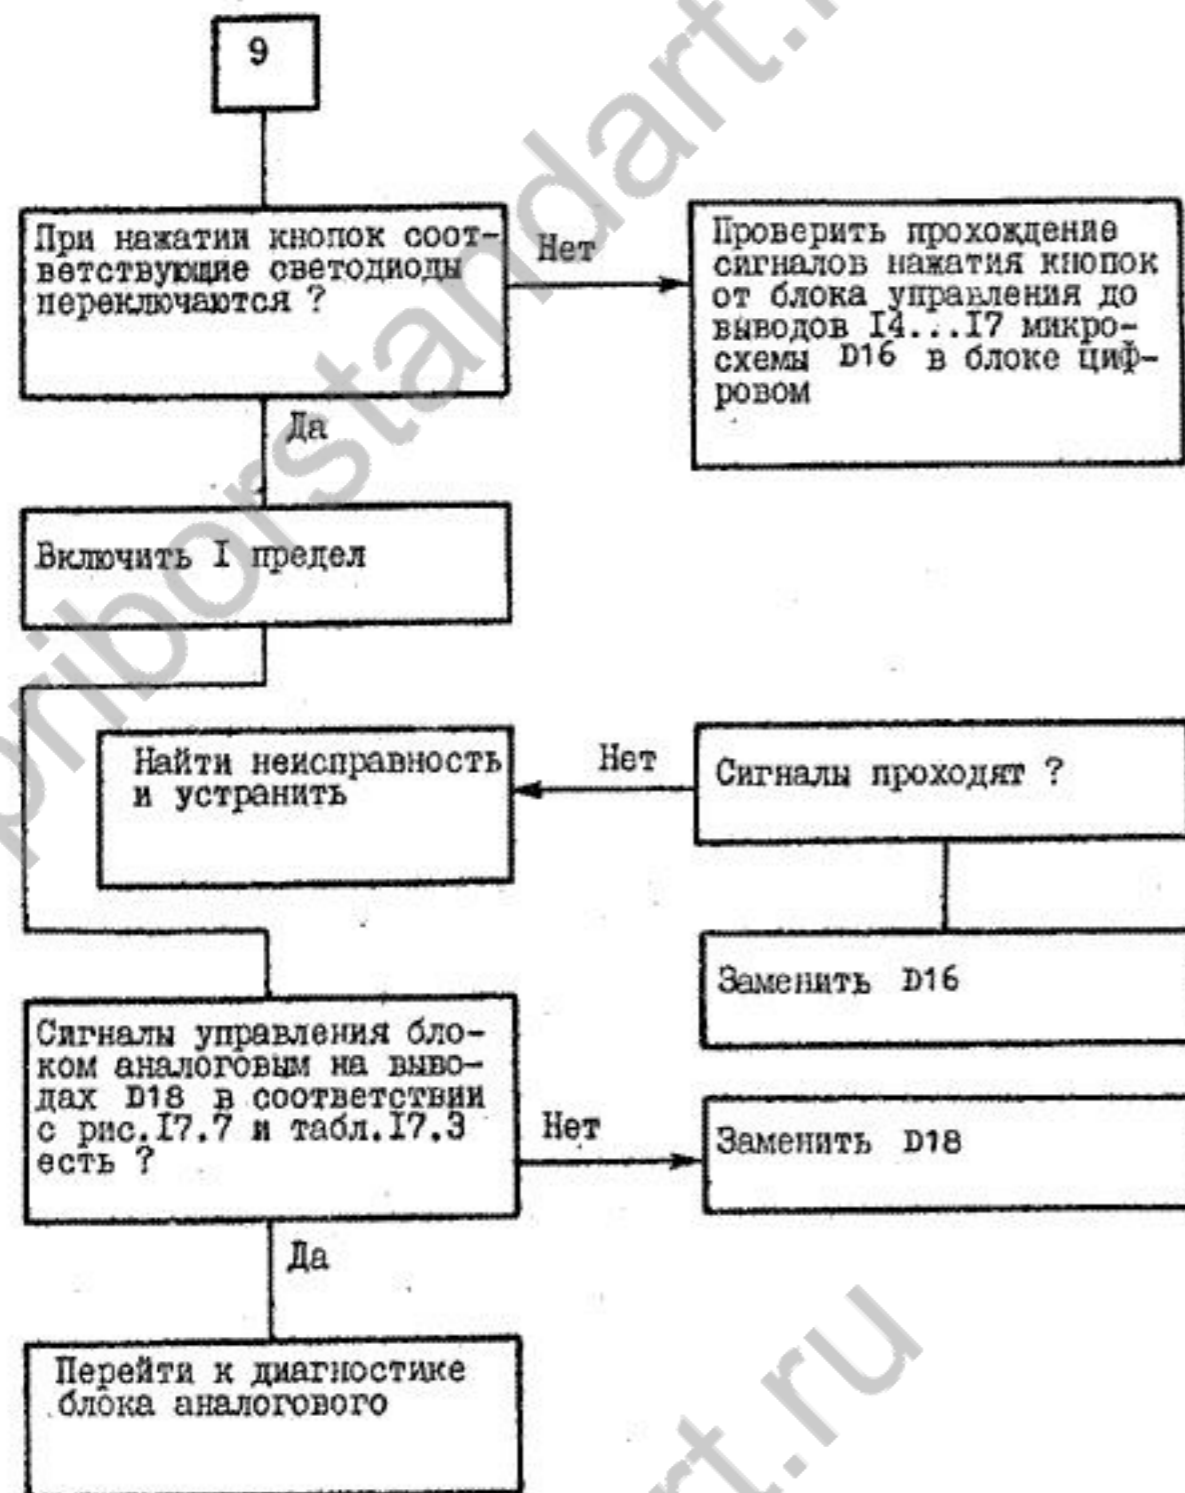 9
При нажатии кнопок соот-
ветствующие светодиоды
переключаются ?
Нет
Проверить прохождение
сигналов нажатия кнопок
от блока управления до
выводов I4...I7 микро-
схемы D16 в блоке циф-
ровом
Да
Включить I предел
Найти неисправность
и устранить
Нет
Сигналы проходят ?
Заменить D16
Сигналы управления бло-
ком аналоговым на выво-
дах D18 в соответствии
с рис.I7.7 и табл.I7.3
есть ?
Нет
Заменить D18
Да
Перейти к диагностике
блока аналогового
priborstandart.r
rt.ru